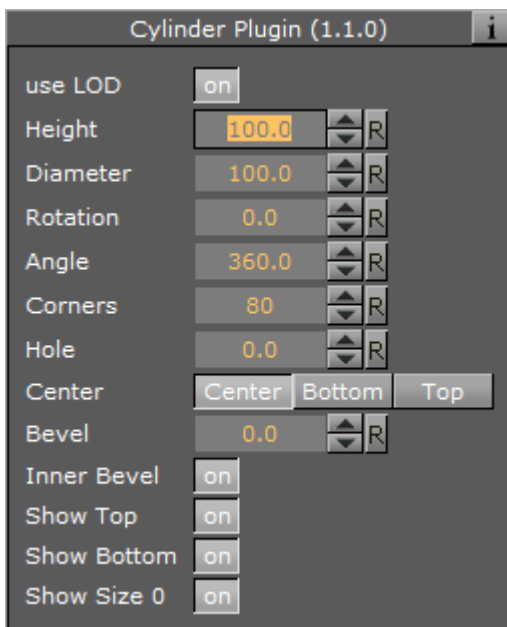 Cylinder Plugin (1.1.0) i
use LOD on
Height 100.0 R
Diameter 100.0 R
Rotation 0.0 R
Angle 360.0 R
Corners 80 R
Hole 0.0 R
Center Center Bottom Top
Bevel 0.0 R
Inner Bevel on
Show Top on
Show Bottom on
Show Size 0 on